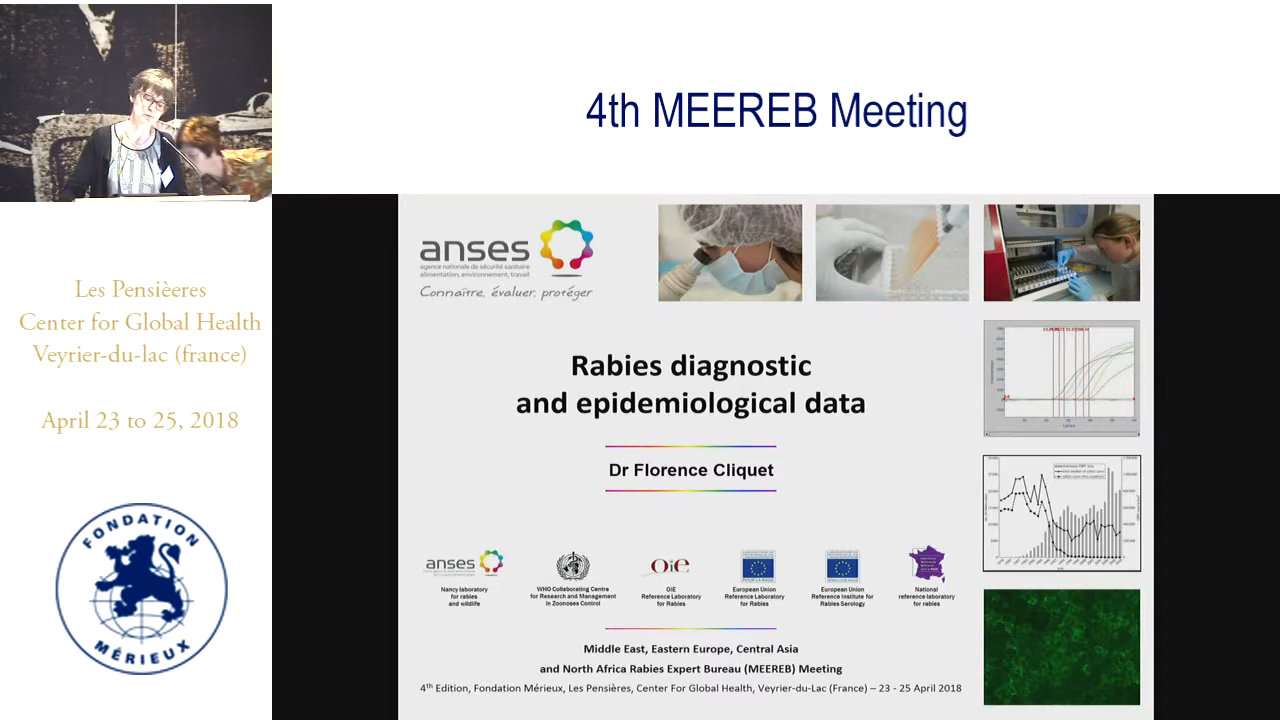 4th MEEREB Meeting
Les Pensièeres
Center for Global Health
Veyrier-du-lac (france)
April 23 to 25, 2018
FONDATION
MÉRIEUX
anses
agence nationale de sécurité sanitaire
alimentation, environnement, travail
Connaître, évaluer, protéger
Rabies diagnostic
and epidemiological data
Dr Florence Cliquet
anses
Nancy laboratory
for rabies
and wildlife
WHO Collaborating Centre
for Research and Management
in Zoonoses Control
OiE
OIE
Reference Laboratory
for Rabies
European Union
Reference Laboratory
for Rabies
European Union
Reference Institute for
Rabies Serology
National
reference laboratory
for rabies
Middle East, Eastern Europe, Central Asia
and North Africa Rabies Expert Bureau (MEEREB) Meeting
4th Edition, Fondation Mérieux, Les Pensières, Center For Global Health, Veyrier-du-Lac (France) – 23 - 25 April 2018